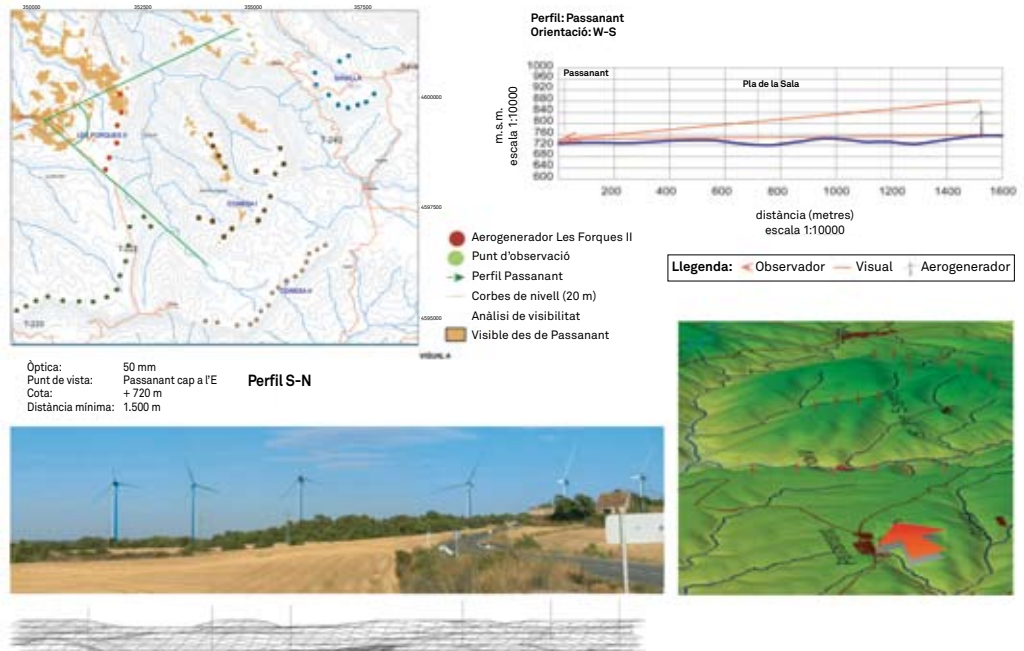 350000
352500
355000
357500
4600000
4597500
4595000
LES FORQUES II
COMESA I
T-240
T-220
VISUAL A
Perfil: Passanant
Orientació: W-S
m.s.m.
escala 1:10000
1000
960
920
880
840
800
760
720
680
640
600
Passanant
Pla de la Sala
200
400
600
800
1000
1200
1400
1600
distància (metres)
escala 1:10000
Llegenda:
Observador
Visual
Aerogenerador
Aerogenerador Les Forques II
Punt d'observació
Perfil Passanant
Corbes de nivell (20 m)
Anàlisi de visibilitat
Visible des de Passanant
Òptica: 50 mm
Punt de vista: Passanant cap a l'E
Cota: + 720 m
Distància mínima: 1.500 m
Perfil S-N